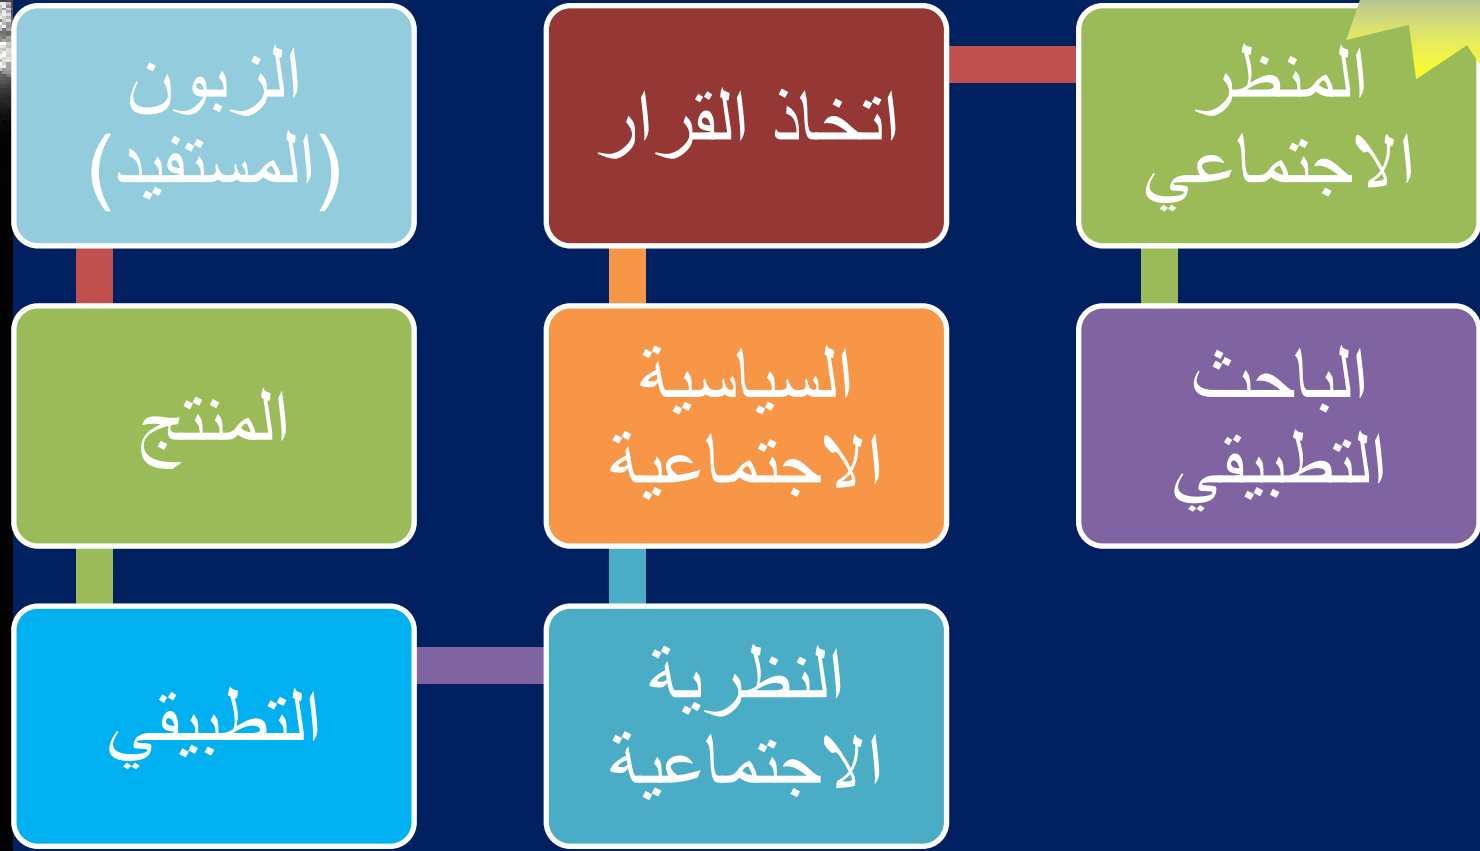 المنظر
الاجتماعي
اتخاذ القرار
الزبون
(المستفيد)
الباحث
التطبيقي
السياسية
الاجتماعية
المنتج
النظرية
الاجتماعية
التطبيقي